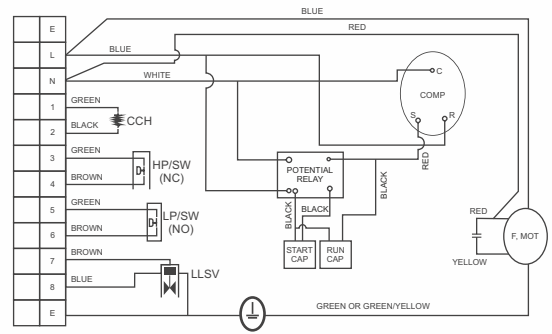 BLUE
E
RED
L
BLUE
N
WHITE
C
COMP
1
GREEN
CCH
S
R
2
BLACK
3
GREEN
HP/SW
(NC)
POTENTIAL
RELAY
RED
4
BROWN
BLACK
5
GREEN
LP/SW
(NO)
BLACK
BLACK
RED
6
BROWN
F, MOT
START
CAP
RUN
CAP
7
BROWN
YELLOW
8
BLUE
LLSV
E
GREEN OR GREEN/YELLOW